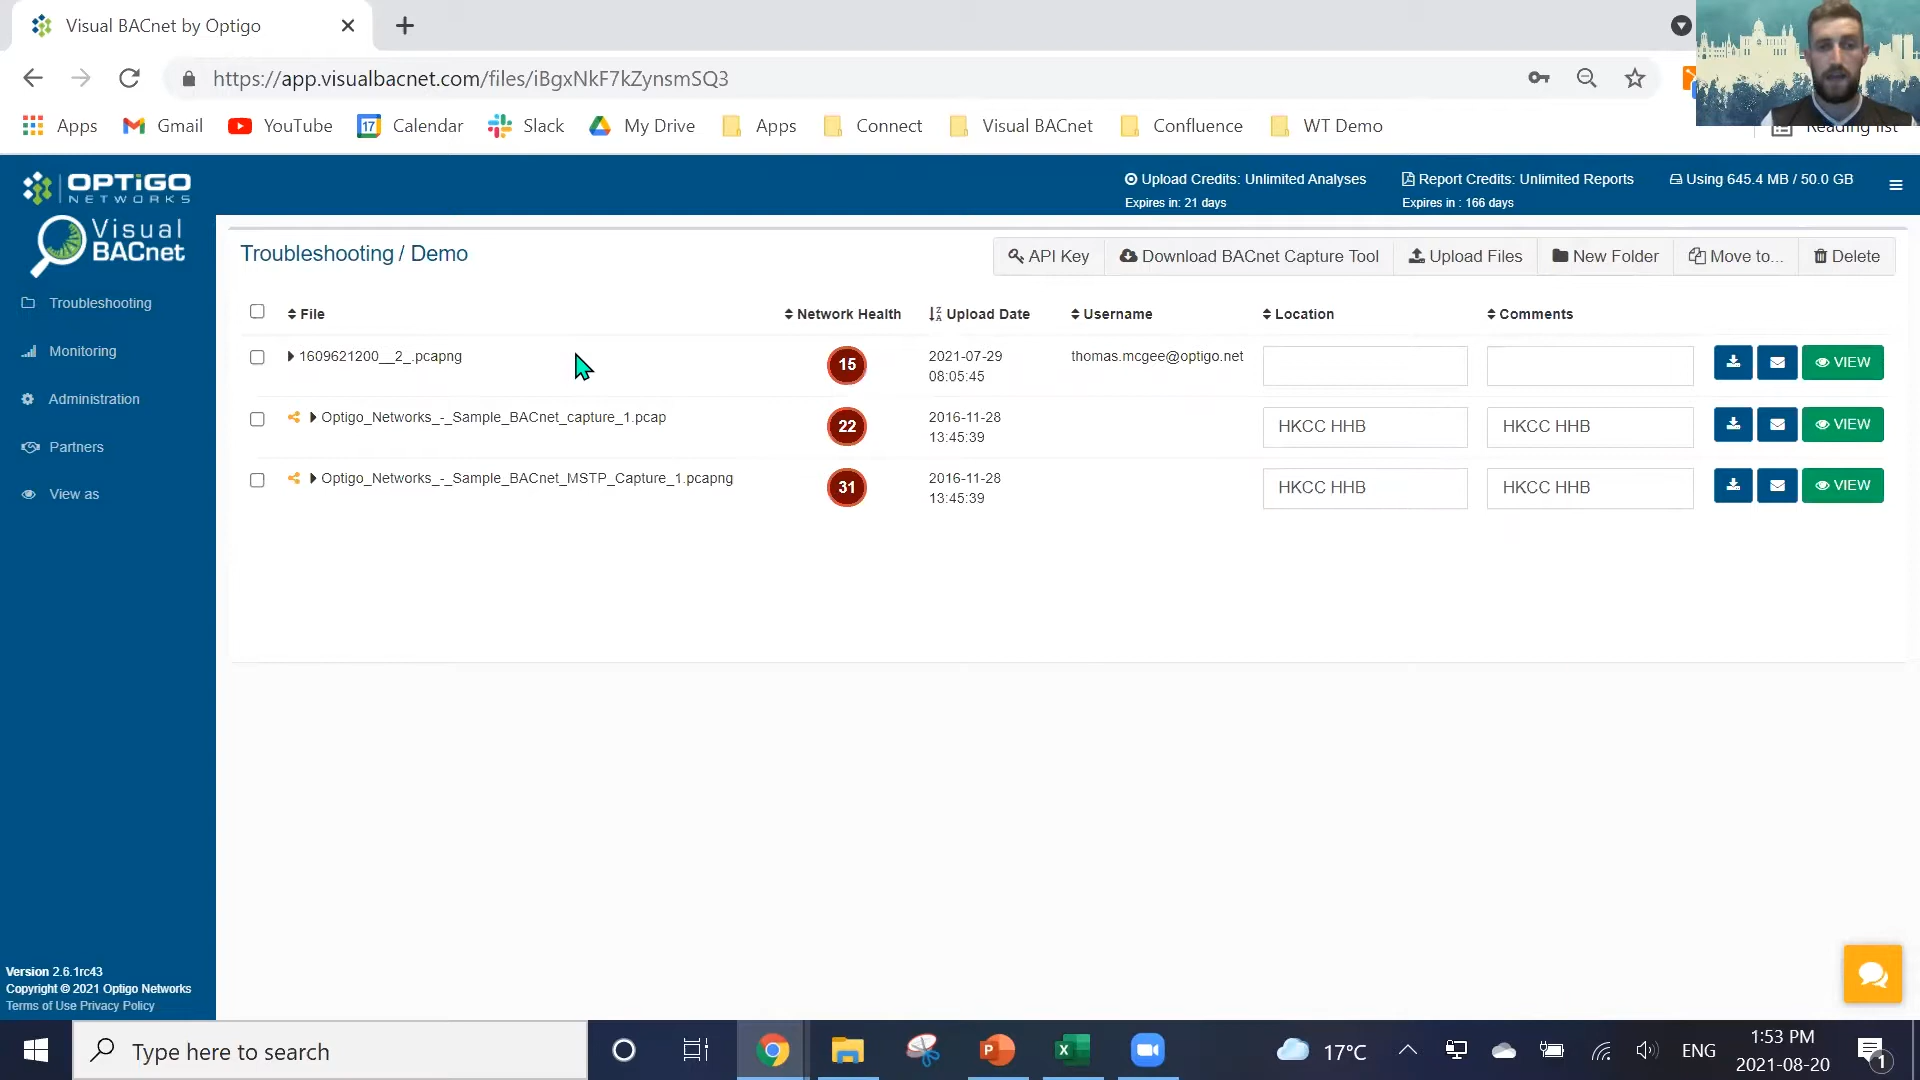 Visual BACnet by Optigo
https://app.visualbacnet.com/files/iBgxNkF7kZynsmSQ3
Apps Gmail YouTube 17 Calendar Slack My Drive Apps Connect Visual BACnet Confluence WT Demo Reading list
OPTiGO
NETWORKS
Visual
BACnet
Upload Credits: Unlimited Analyses
Expires in: 21 days
Report Credits: Unlimited Reports
Expires in : 166 days
Using 645.4 MB / 50.0 GB
Troubleshooting
Monitoring
Administration
Partners
View as
Troubleshooting / Demo
API Key Download BACnet Capture Tool Upload Files New Folder Move to... Delete
File Network Health Upload Date Username Location Comments
1609621200__2_.pcapng 15 2021-07-29 thomas.mcgee@optigo.net VIEW
08:05:45
Optigo_Networks_-_Sample_BACnet_capture_1.pcap 22 2016-11-28 HKCC HHB HKCC HHB VIEW
13:45:39
Optigo_Networks_-_Sample_BACnet_MSTP_Capture_1.pcapng 31 2016-11-28 HKCC HHB HKCC HHB VIEW
13:45:39
Version 2.6.1rc43
Copyright © 2021 Optigo Networks
Terms of Use Privacy Policy
Type here to search
17°C
ENG
1:53 PM
2021-08-20
1